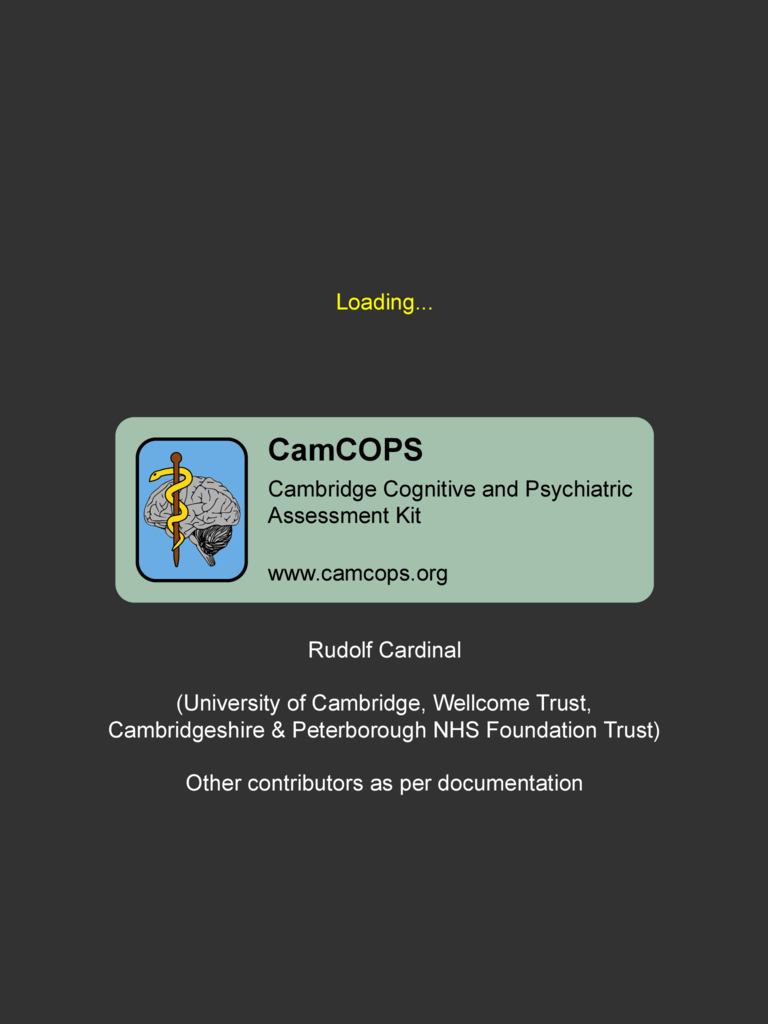 Loading...
CamCOPS
Cambridge Cognitive and Psychiatric
Assessment Kit
www.camcops.org
Rudolf Cardinal
(University of Cambridge, Wellcome Trust,
Cambridgeshire & Peterborough NHS Foundation Trust)
Other contributors as per documentation